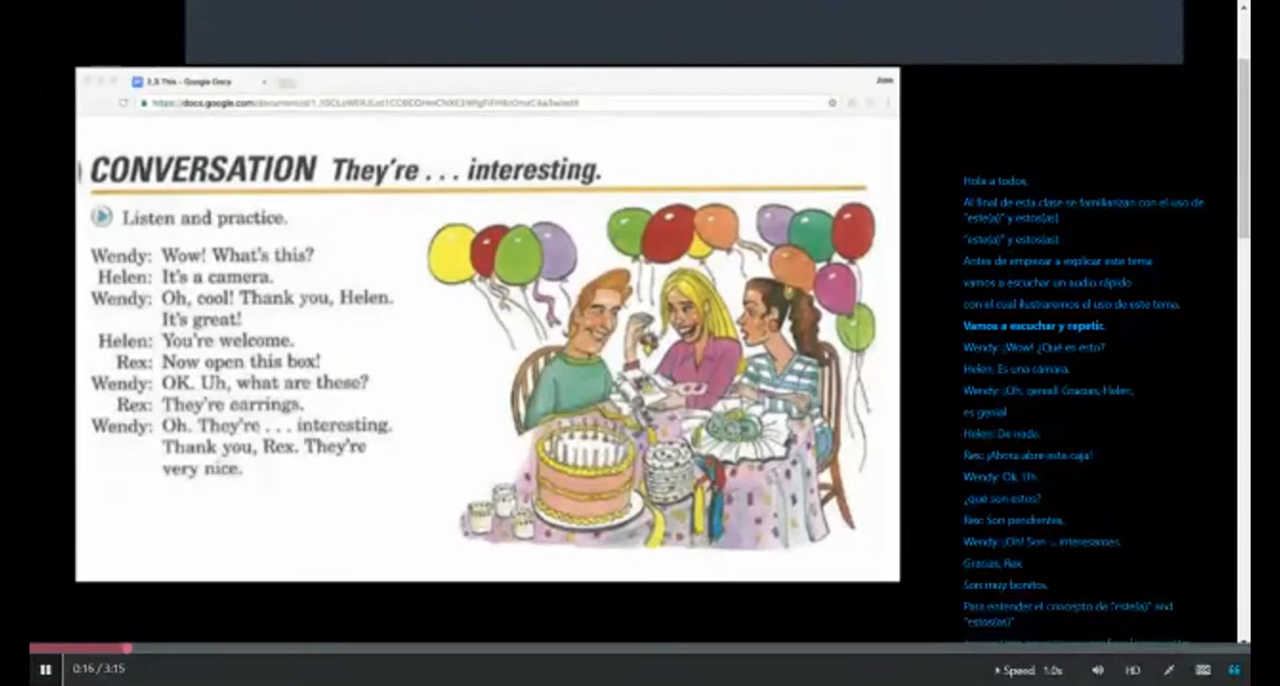 2.3 This - Google Docs
CONVERSATION They're . . . interesting.
Listen and practice.
Wendy: Wow! What's this?
Helen: It's a camera.
Wendy: Oh, cool! Thank you, Helen.
It's great!
Helen: You're welcome.
Rex: Now open this box!
Wendy: OK. Uh, what are these?
Rex: They're earrings.
Wendy: Oh. They're . . . interesting.
Thank you, Rex. They're
very nice.
Hola a todos,
Al final de esta clase se familiarizan con el uso de
"este(a)" y estos(as)
"este(a)" y estos(as)
Antes de empezar a explicar este tema
vamos a escuchar un audio rápido
con el cual ilustraremos el uso de este tema.
Vamos a escuchar y repetir.
Wendy: ¡Wow! ¿Qué es esto?
Helen: Es una cámara.
Wendy: ¡Oh, genial! Gracias, Helen,
es genial.
Helen: De nada.
Rex: ¡Ahora abre esta caja!
Wendy: Ok, Uh,
¿qué son estos?
Rex: Son pendientes.
Wendy: ¡Oh! Son ... interesantes.
Gracias, Rex.
Son muy bonitos.
Para entender el concepto de "este(a)" and
"estos(as)"
0:16 / 3:15
Speed 1.0x
HD